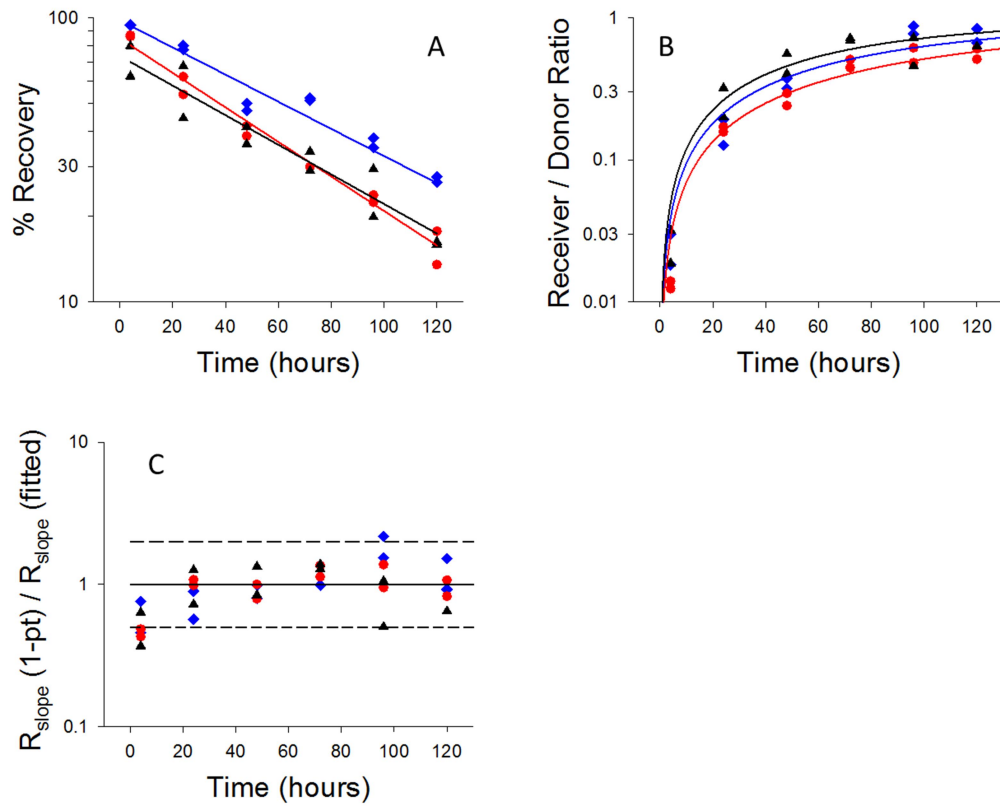 A
100
30
10
% Recovery
0 20 40 60 80 100 120
Time (hours)
B
1
0.3
0.1
0.03
0.01
Receiver / Donor Ratio
0 20 40 60 80 100 120
Time (hours)
C
10
1
0.1
Rslope (1-pt) / Rslope (fitted)
0 20 40 60 80 100 120
Time (hours)